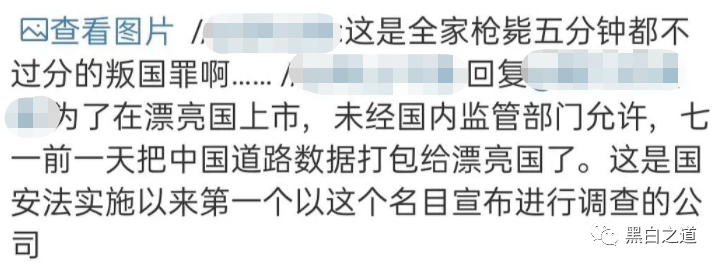 查看图片 //:这是全家枪毙五分钟都不
过分的叛国罪啊…… //回复@
为了在漂亮国上市，未经国内监管部门允许，七
一前一天把中国道路数据打包给漂亮国了。这是国
安法实施以来第一个以这个名目宣布进行调查的公
司
黑白之道